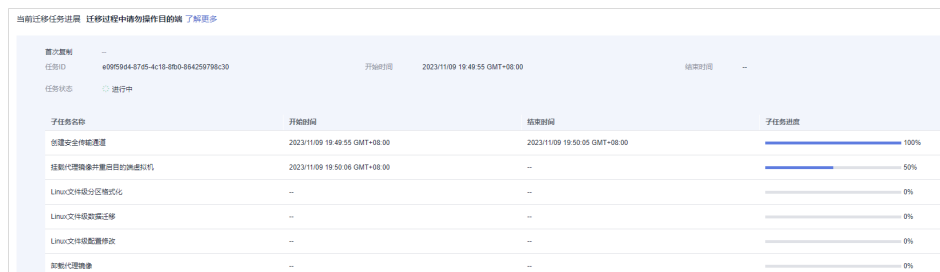 当前迁移任务进展 迁移过程中请勿操作目的端 了解更多
首次复制 --
任务ID e09f59d4-87d5-4c18-8fb0-864259798c30 开始时间 2023/11/09 19:49:55 GMT+08:00 结束时间 --
任务状态 进行中
子任务名称 开始时间 结束时间 子任务进度
创建安全传输通道 2023/11/09 19:49:55 GMT+08:00 2023/11/09 19:50:05 GMT+08:00 100%
挂载代理镜像并重启目的端虚拟机 2023/11/09 19:50:06 GMT+08:00 -- 50%
Linux文件级分区格式化 -- -- 0%
Linux文件级数据迁移 -- -- 0%
Linux文件级配置修改 -- -- 0%
卸载代理镜像 -- -- 0%